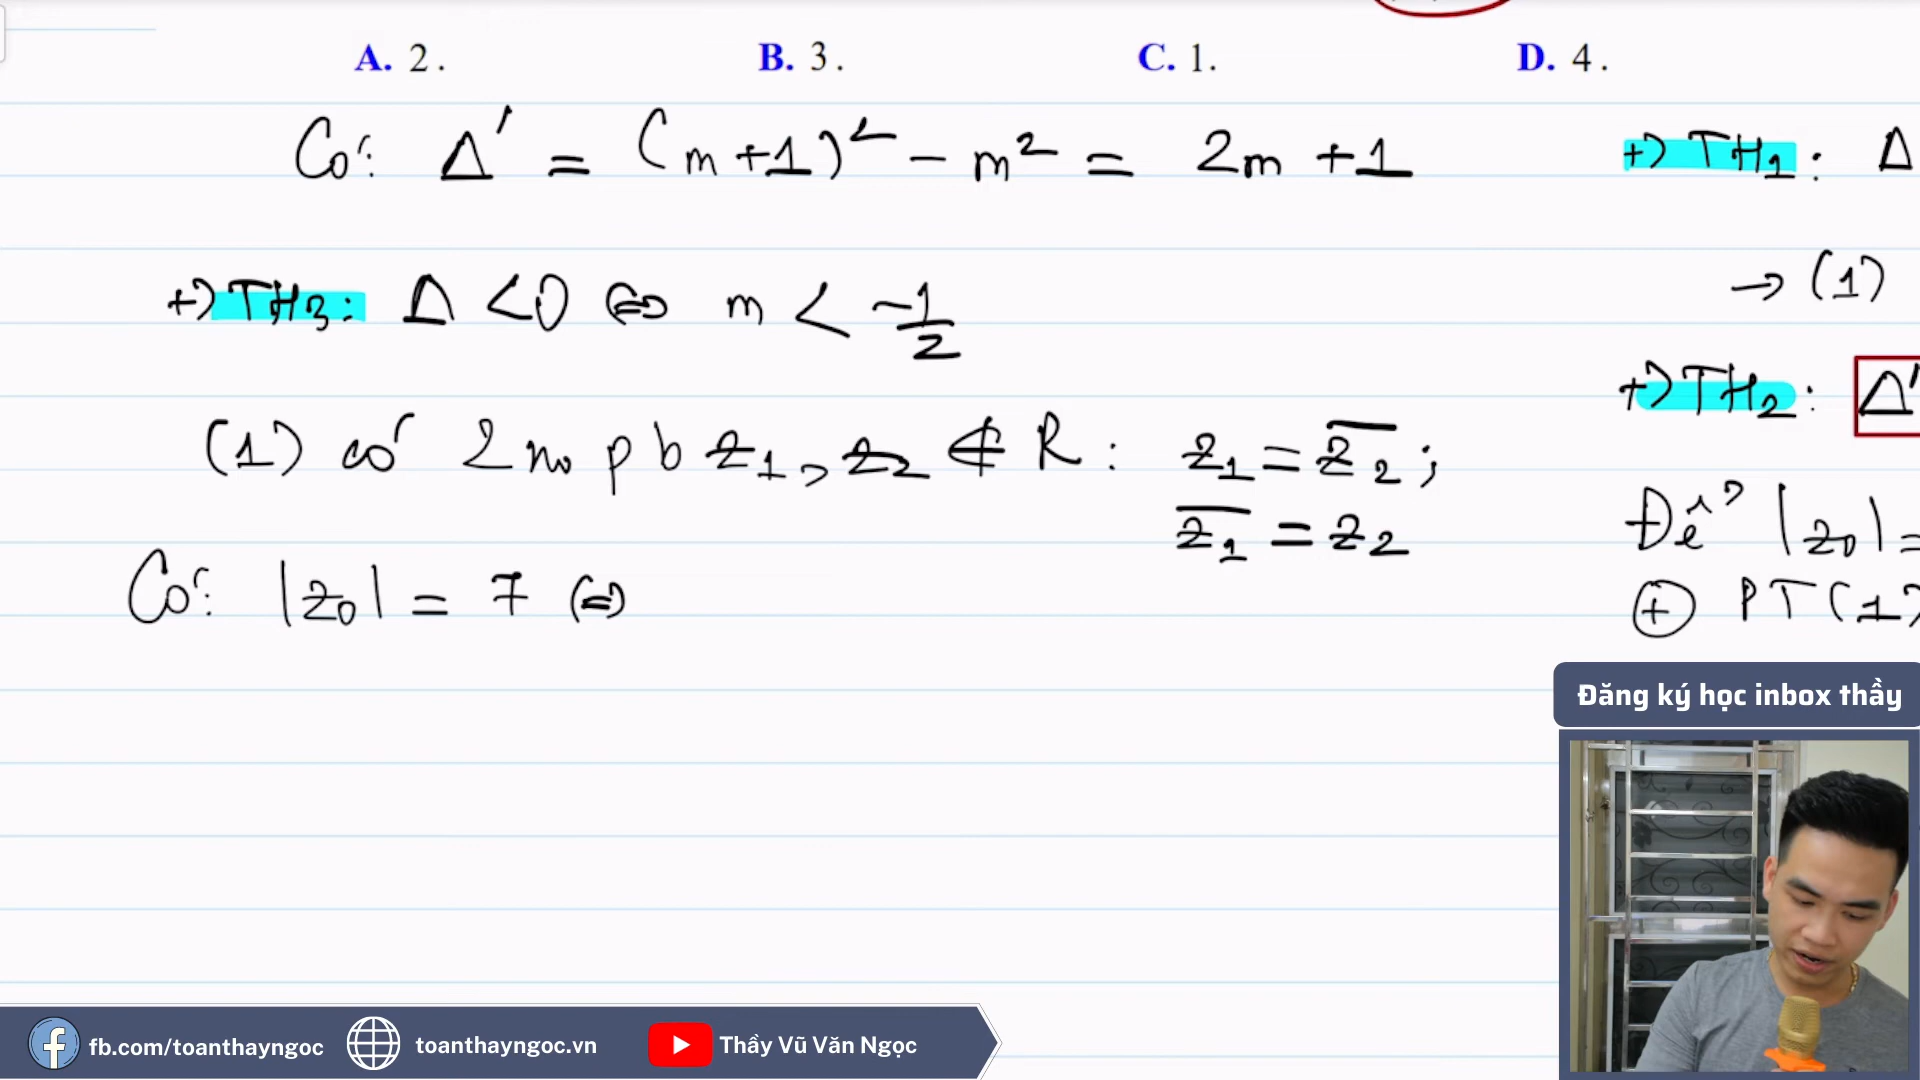 A. 2. B. 3. C. 1. D. 4.
Có: Δ' = (m+1)² - m² = 2m + 1
+) TH3: Δ < 0 ⇔ m < -1/2
(1) có 2 no pb z₁, z₂ ∉ R: z₁ = z̅₂;
z̅₁ = z₂
Có: |z₀| = 7 ⇔
+) TH1: Δ
→ (1)
+) TH2: Δ'
Để |z₀| =
⊕ PT(1)
Đăng ký học inbox thầy
fb.com/toanthayngoc
toanthayngoc.vn
Thầy Vũ Văn Ngọc